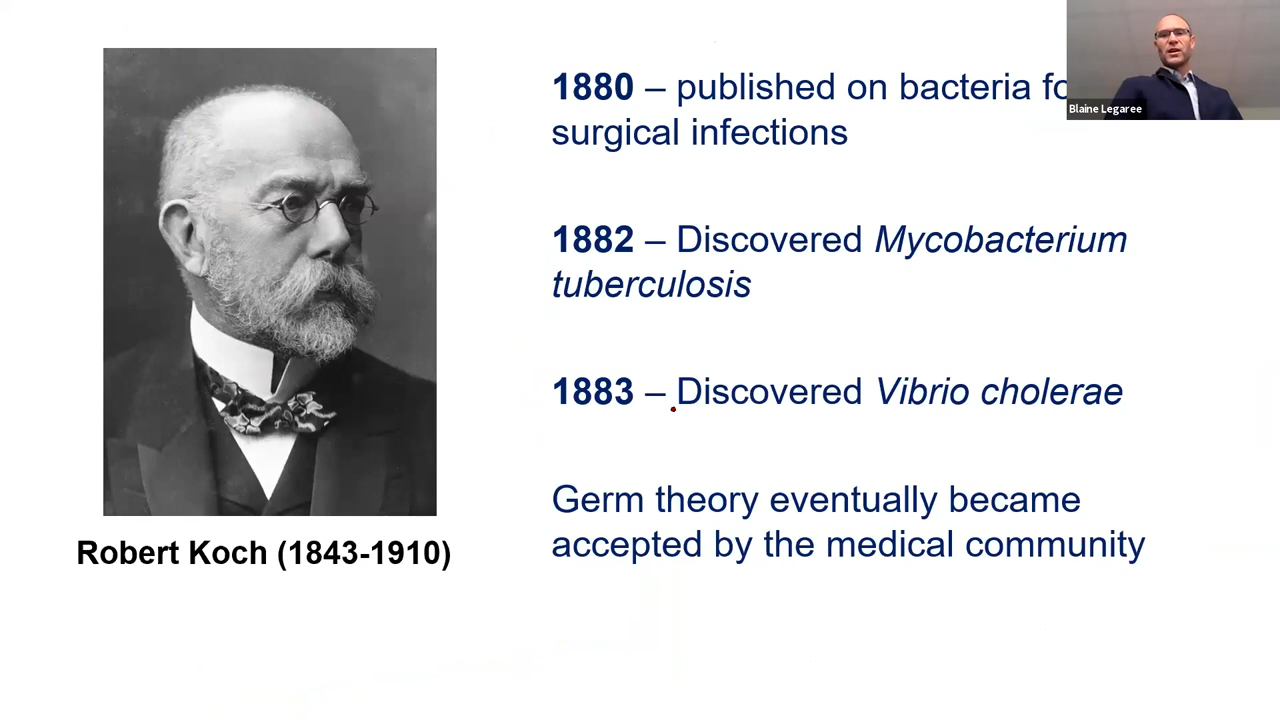 1880 – published on bacteria
surgical infections
1882 – Discovered Mycobacterium
tuberculosis
1883 – Discovered Vibrio cholerae
Germ theory eventually became
accepted by the medical community
Robert Koch (1843-1910)
Blaine Legaree